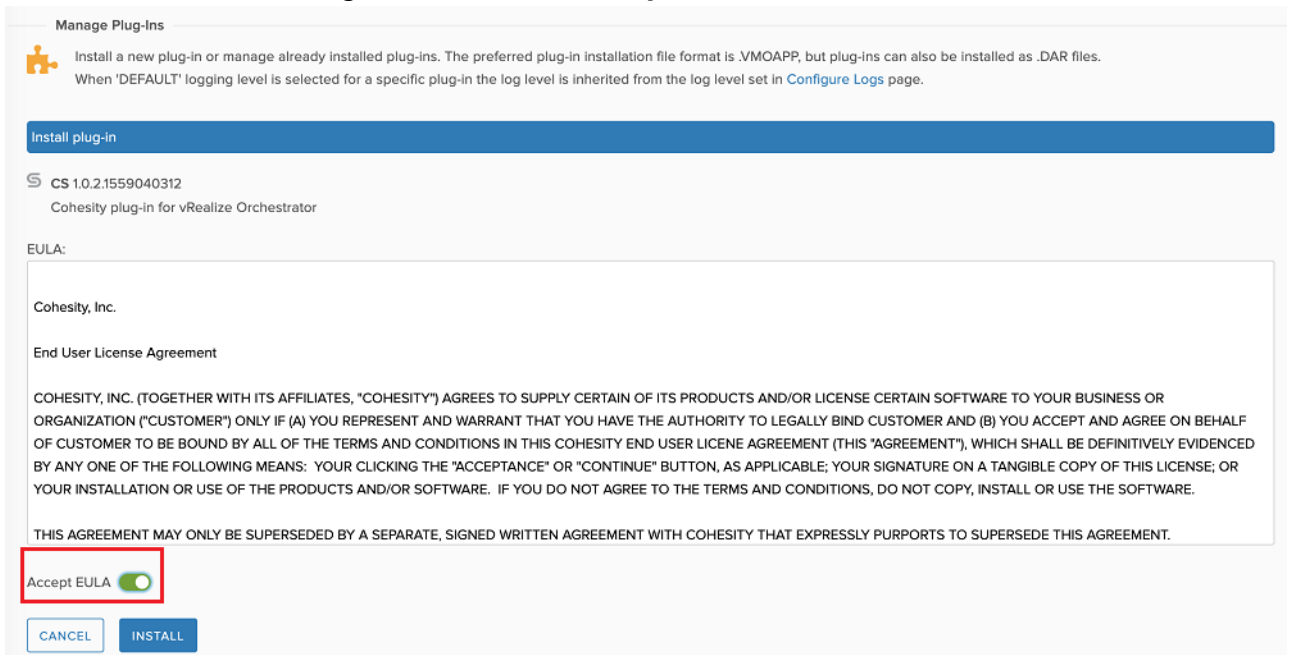 Manage Plug-Ins
Install a new plug-in or manage already installed plug-ins. The preferred plug-in installation file format is .VMOAPP, but plug-ins can also be installed as .DAR files.
When 'DEFAULT' logging level is selected for a specific plug-in the log level is inherited from the log level set in Configure Logs page.
Install plug-in
CS 1.0.2.1559040312
Cohesity plug-in for vRealize Orchestrator
EULA:
Cohesity, Inc.
End User License Agreement
COHESITY, INC. (TOGETHER WITH ITS AFFILIATES, "COHESITY") AGREES TO SUPPLY CERTAIN OF ITS PRODUCTS AND/OR LICENSE CERTAIN SOFTWARE TO YOUR BUSINESS OR
ORGANIZATION ("CUSTOMER") ONLY IF (A) YOU REPRESENT AND WARRANT THAT YOU HAVE THE AUTHORITY TO LEGALLY BIND CUSTOMER AND (B) YOU ACCEPT AND AGREE ON BEHALF
OF CUSTOMER TO BE BOUND BY ALL OF THE TERMS AND CONDITIONS IN THIS COHESITY END USER LICENE AGREEMENT (THIS "AGREEMENT"), WHICH SHALL BE DEFINITIVELY EVIDENCED
BY ANY ONE OF THE FOLLOWING MEANS:  YOUR CLICKING THE "ACCEPTANCE" OR "CONTINUE" BUTTON, AS APPLICABLE; YOUR SIGNATURE ON A TANGIBLE COPY OF THIS LICENSE; OR
YOUR INSTALLATION OR USE OF THE PRODUCTS AND/OR SOFTWARE.  IF YOU DO NOT AGREE TO THE TERMS AND CONDITIONS, DO NOT COPY, INSTALL OR USE THE SOFTWARE.
THIS AGREEMENT MAY ONLY BE SUPERSEDED BY A SEPARATE, SIGNED WRITTEN AGREEMENT WITH COHESITY THAT EXPRESSLY PURPORTS TO SUPERSEDE THIS AGREEMENT.
Accept EULA
CANCEL INSTALL